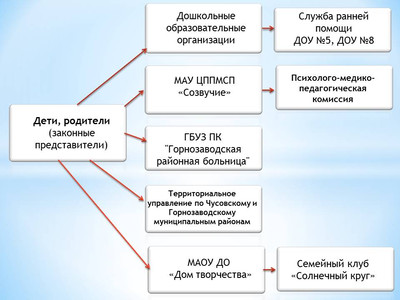 Дошкольные
образовательные
организации
Служба ранней
помощи
ДОУ №5, ДОУ №8
МАУ ЦППМСП
«Созвучие»
Психолого-медико-
педагогическая
комиссия
Дети, родители
(законные
представители)
ГБУЗ ПК
"Горнозаводская
районная больница"
Территориальное
управление по Чусовскому и
Горнозаводскому
муниципальным районам
МАОУ ДО
«Дом творчества»
Семейный клуб
«Солнечный круг»